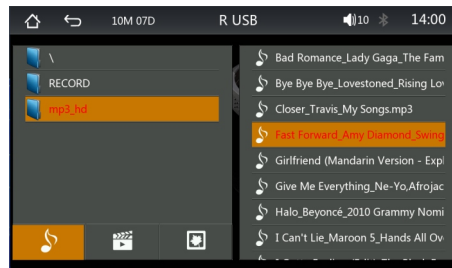 10M 07D R USB 10 14:00
\
RECORD
mp3_hd
Bad Romance_Lady Gaga_The Fam
Bye Bye Bye_Lovestoned_Rising Lov
Closer_Travis_My Songs.mp3
Fast Forward_Amy Diamond_Swing
Girlfriend (Mandarin Version - Expl
Give Me Everything_Ne-Yo,Afrojac
Halo_Beyoncé_2010 Grammy Nomi
I Can't Lie_Maroon 5_Hands All Ov